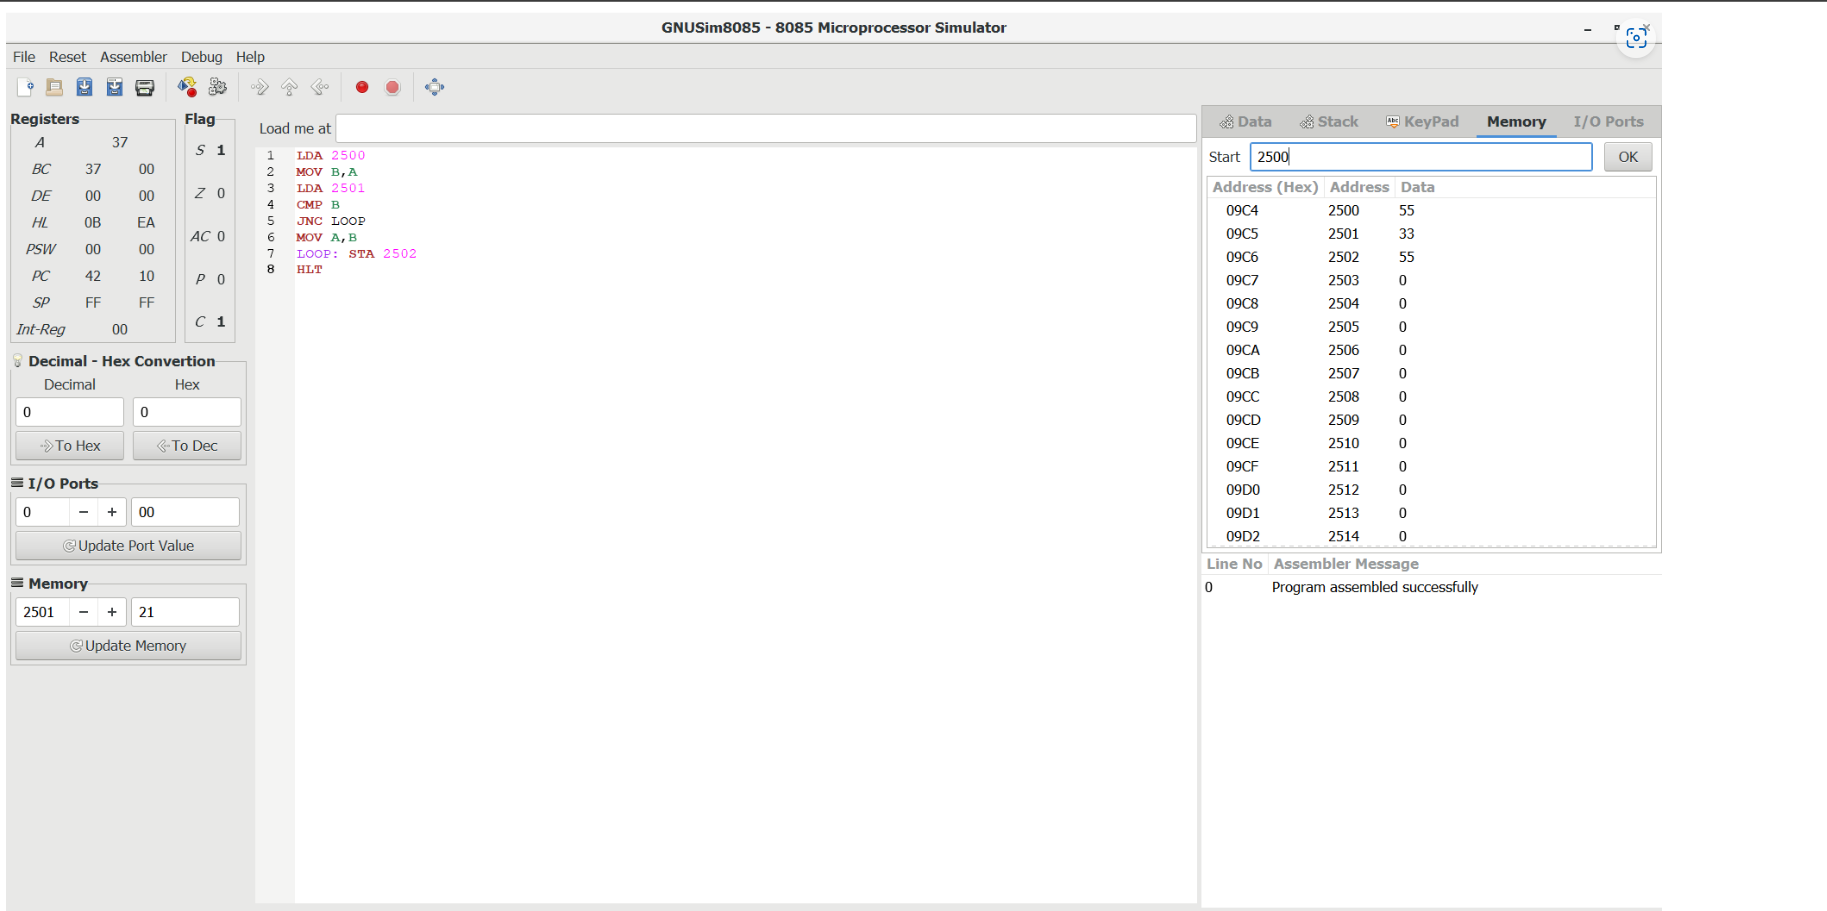 GNUSim8085 - 8085 Microprocessor Simulator
File Reset Assembler Debug Help
Registers
A 37
BC 37 00
DE 00 00
HL 0B EA
PSW 00 00
PC 42 10
SP FF FF
Int-Reg 00
Flag
S 1
Z 0
AC 0
P 0
C 1
Decimal - Hex Convertion
Decimal Hex
0 0
To Hex To Dec
I/O Ports
0 − + 00
Update Port Value
Memory
2501 − + 21
Update Memory
Load me at
1 LDA 2500
2 MOV B,A
3 LDA 2501
4 CMP B
5 JNC LOOP
6 MOV A,B
7 LOOP: STA 2502
8 HLT
Data Stack KeyPad Memory I/O Ports
Start 2500 OK
Address (Hex) Address Data
09C4 2500 55
09C5 2501 33
09C6 2502 55
09C7 2503 0
09C8 2504 0
09C9 2505 0
09CA 2506 0
09CB 2507 0
09CC 2508 0
09CD 2509 0
09CE 2510 0
09CF 2511 0
09D0 2512 0
09D1 2513 0
09D2 2514 0
Line No Assembler Message
0 Program assembled successfully